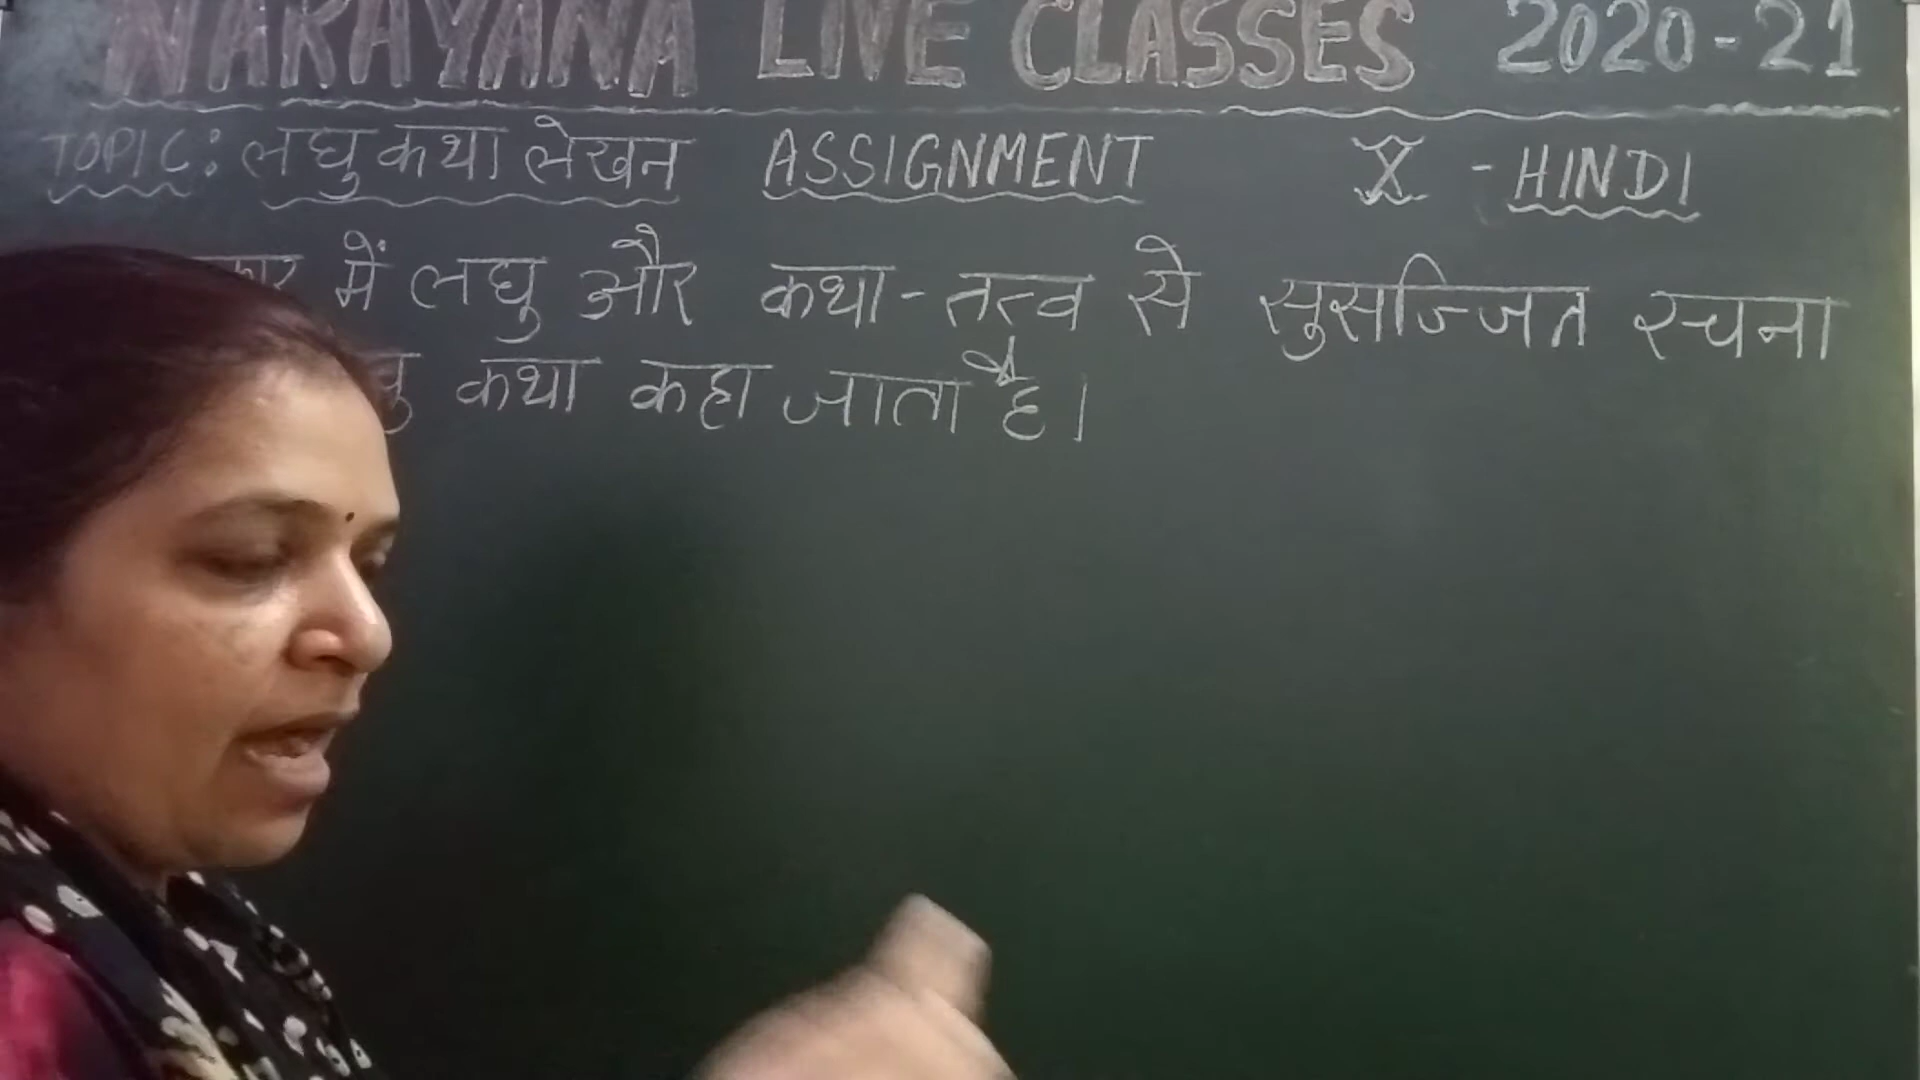 NARAYANA LIVE CLASSES 2020-21
TOPIC: लघु कथा लेखन ASSIGNMENT X - HINDI
में लघु और कथा-तत्व से सुसज्जित रचना
कथा कहा जाता है।